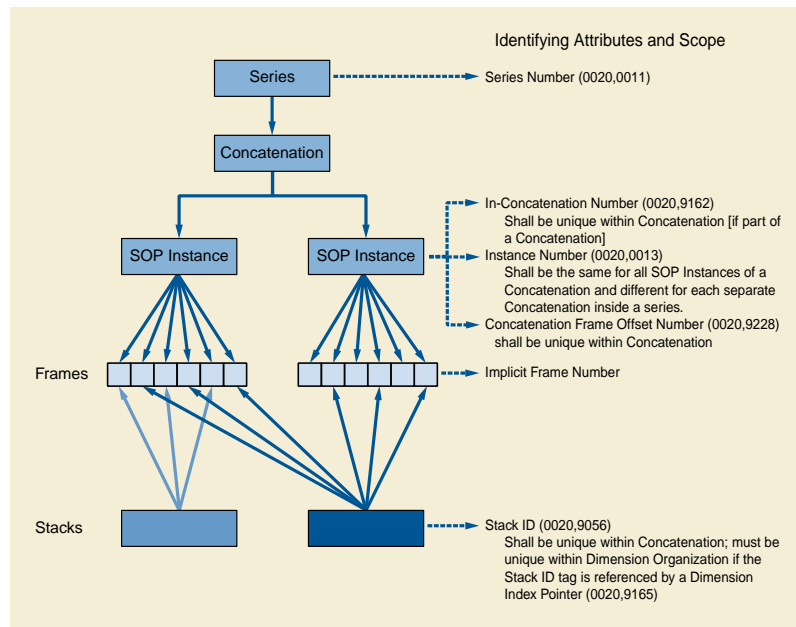 Identifying Attributes and Scope
Series
Series Number (0020,0011)
Concatenation
In-Concatenation Number (0020,9162)
Shall be unique within Concatenation [if part of
a Concatenation]
SOP Instance
SOP Instance
Instance Number (0020,0013)
Shall be the same for all SOP Instances of a
Concatenation and different for each separate
Concatenation inside a series.
Concatenation Frame Offset Number (0020,9228)
shall be unique within Concatenation
Frames
Implicit Frame Number
Stacks
Stack ID (0020,9056)
Shall be unique within Concatenation; must be
unique within Dimension Organization if the
Stack ID tag is referenced by a Dimension
Index Pointer (0020,9165)